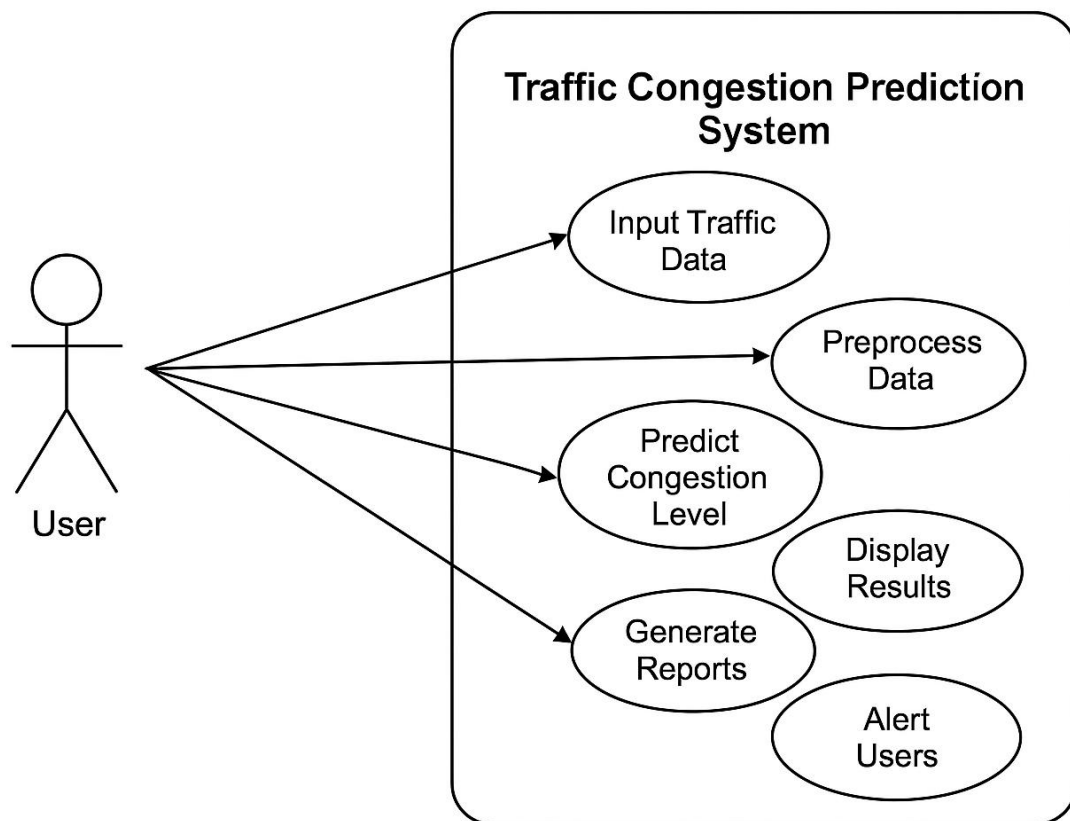 Traffic Congestion Prediction
System
Input Traffic
Data
Preprocess
Data
Predict
Congestion
Level
Display
Results
Generate
Reports
Alert
Users
User